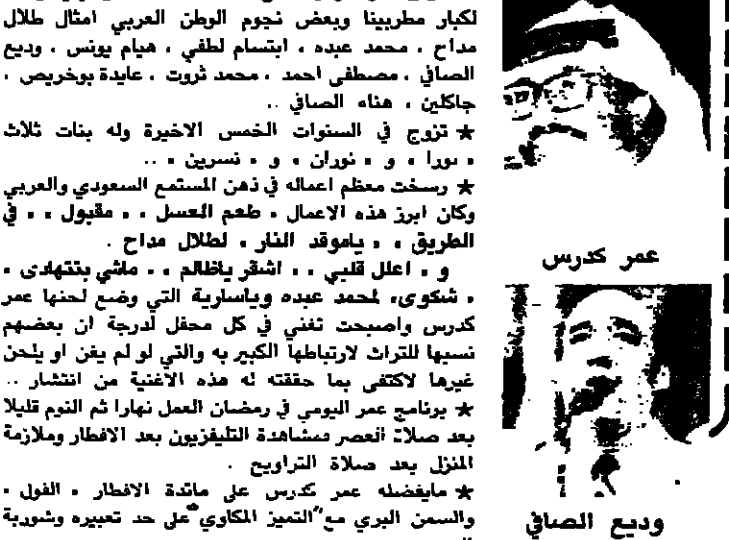 لكبار مطربينا وبعض نجوم الوطن العربي امثال طلال
مداح ، محمد عبده ، ابتسام لطفي ، هيام يونس ، وديع
الصافي ، مصطفى احمد ، محمد ثروت ، عايدة بوخريص ،
جاكلين ، هناء الصافي ..
★ تزوج في السنوات الخمس الاخيرة وله بنات ثلاث
« نورا » و « نوران » و « نسرين » ..
★ رسخت معظم اعماله في ذهن المستمع السعودي والعربي
وكان ابرز هذه الاعمال « طعم العسل » « مقبول » « في
الطريق » « ياموقد النار » لطلال مداح .
و « اعلل قلبي » « اشقر ياظالم » « ماشي بتتهادى »
« شكوى» لمحمد عبده وياسارية التي وضع لحنها عمر
كدرس واصبحت تغني في كل محفل لدرجة ان بعضهم
نسبها للتراث لارتباطها الكبير به والتي لو لم يغن او يلحن
غيرها لاكتفى بما حققته له هذه الاغنية من انتشار ..
★ برنامج عمر اليومي في رمضان العمل نهارا ثم النوم قليلا
بعد صلاة العصر فمشاهدة التليفزيون بعد الافطار وملازمة
المنزل بعد صلاة التراويح .
★ مايفضله عمر كدرس على مائدة الافطار « الفول »
والسمن البري مع "التميز المكاوي" على حد تعبيره وشوربة
عمر كدرس
وديع الصافي